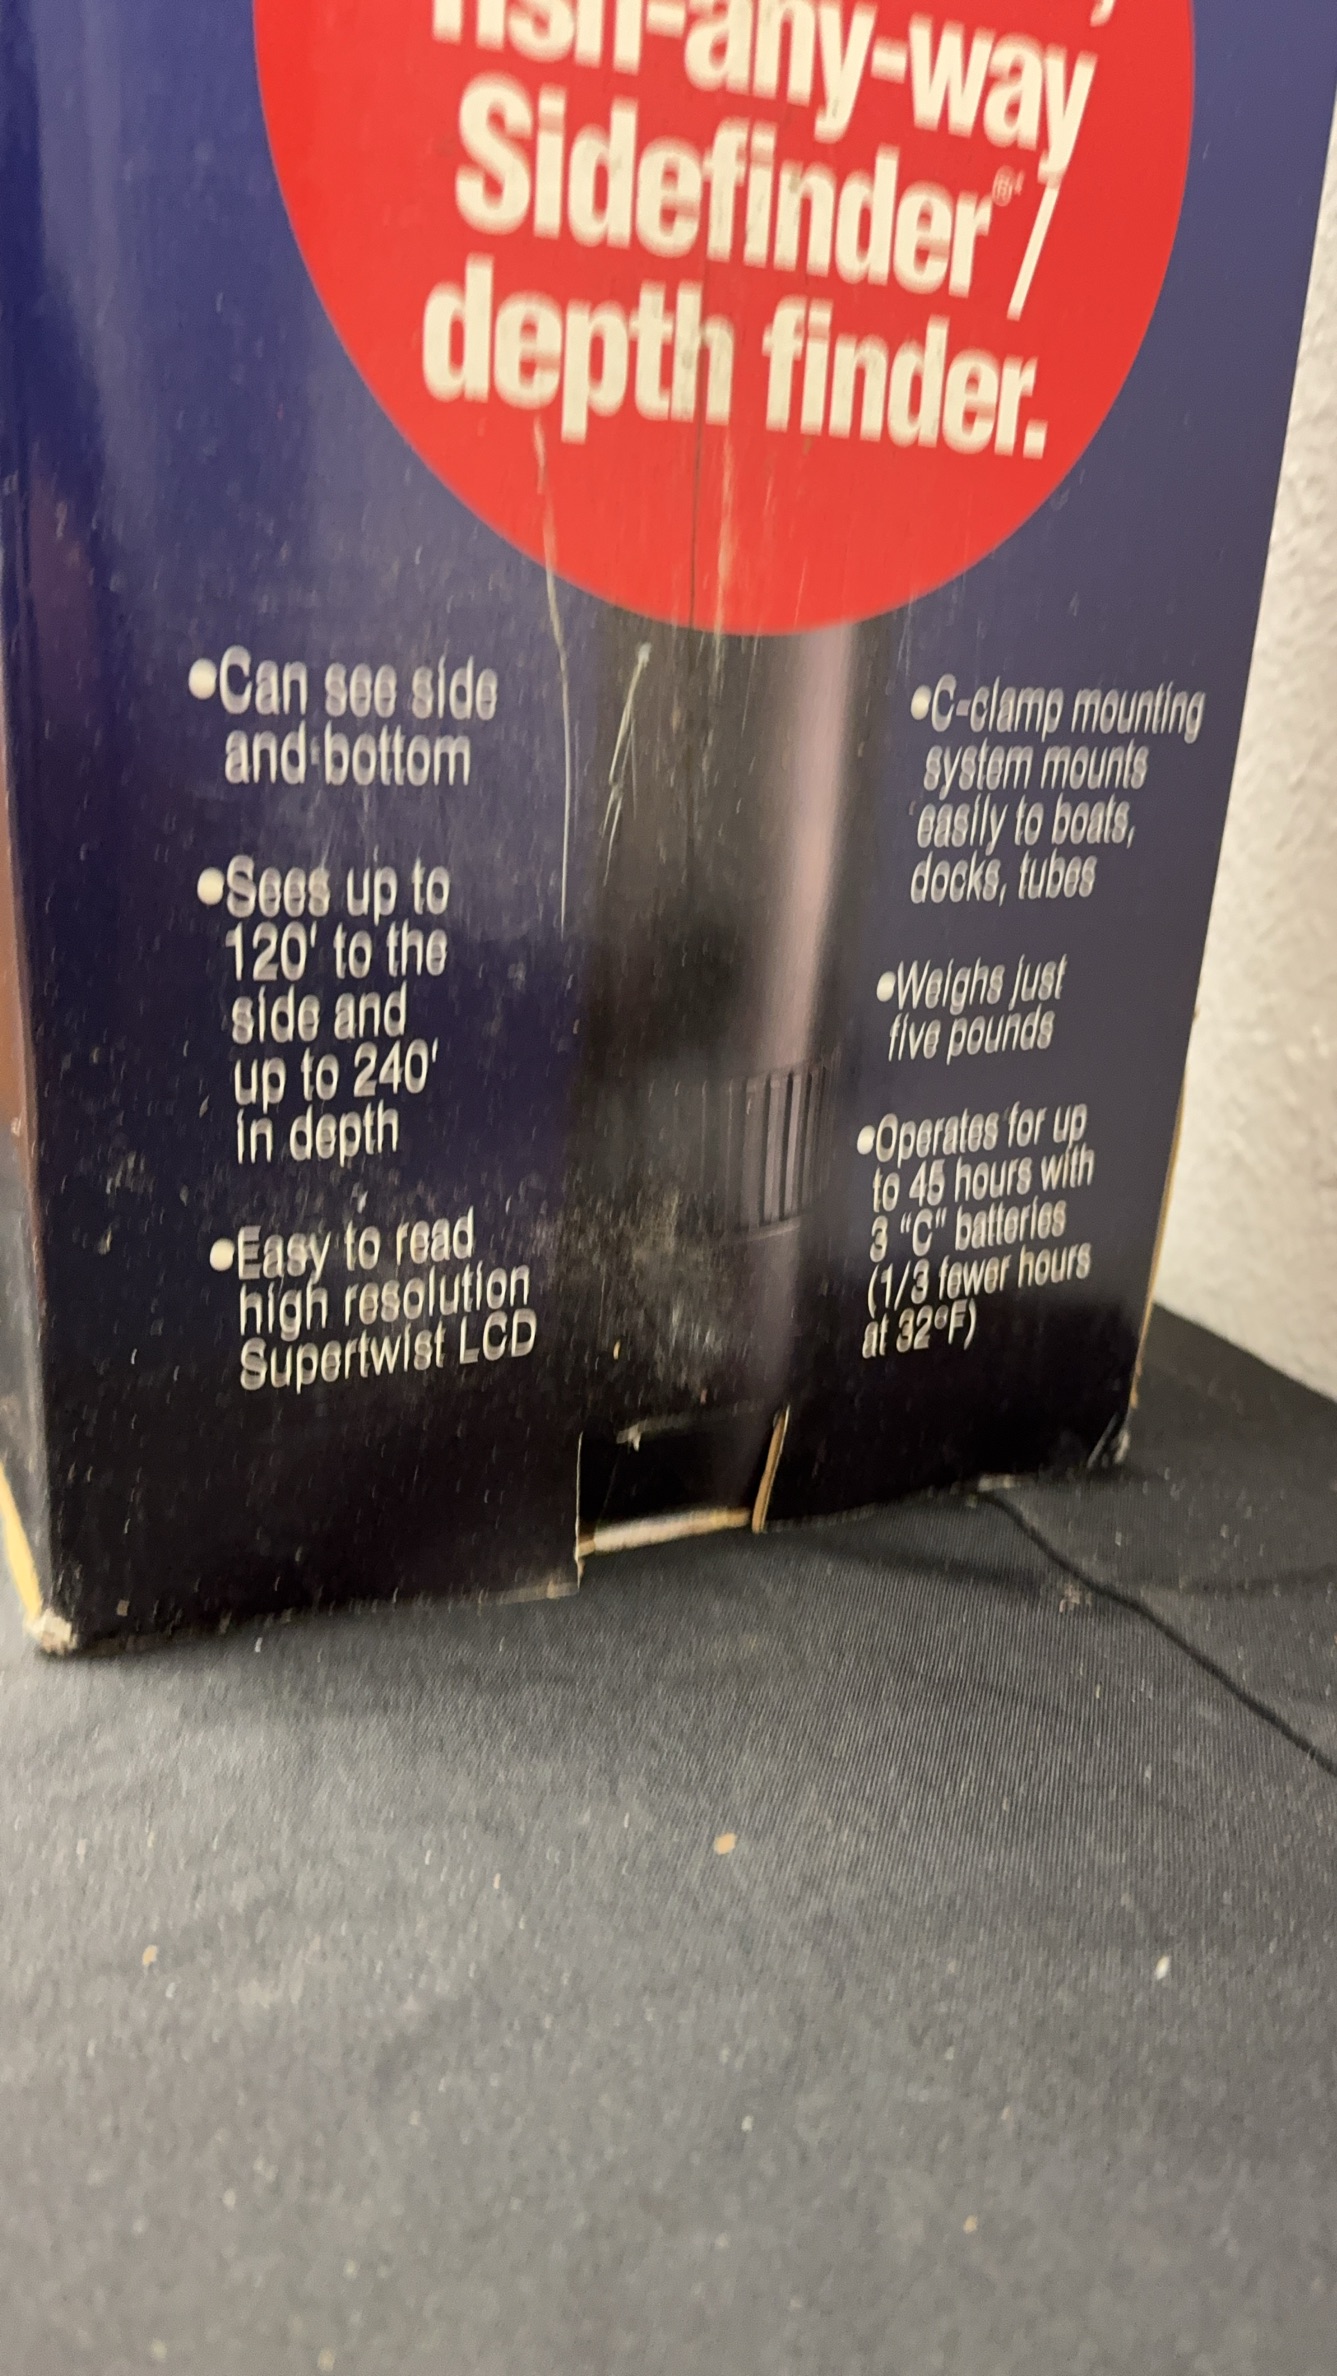 fish-any-way
Sidefinder®/
depth finder.
•Can see side
and bottom
•Sees up to
120' to the
side and
up to 240'
in depth
•Easy to read
high resolution
Supertwist LCD
•C-clamp mounting
system mounts
easily to boats,
docks, tubes
•Weighs just
five pounds
•Operates for up
to 45 hours with
3 "C" batteries
(1/3 fewer hours
at 32°F)